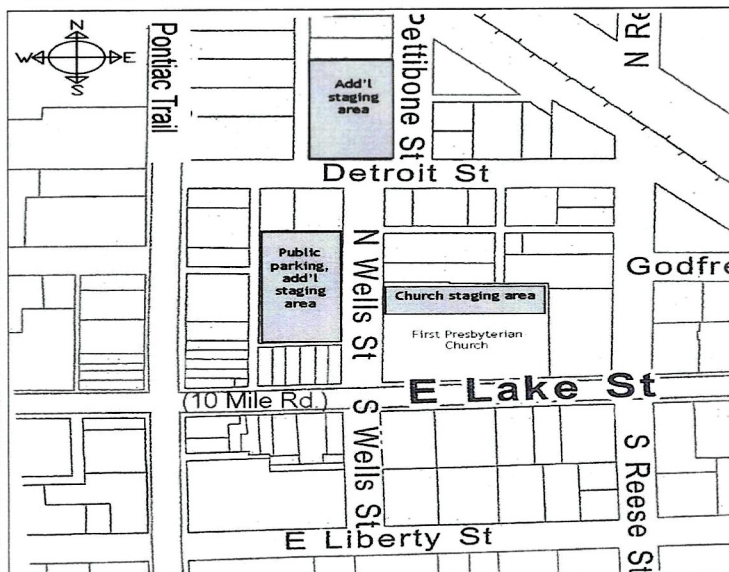 N
W E
S
Pontiac Trail
Add'l
staging
area
Pettibone St
N Re
Detroit St
Public
parking,
add'l
staging
area
N Wells St
Church staging area
First Presbyterian
Church
Godfre
E Lake St
(10 Mile Rd.)
S Wells St
S Reese St
E Liberty St